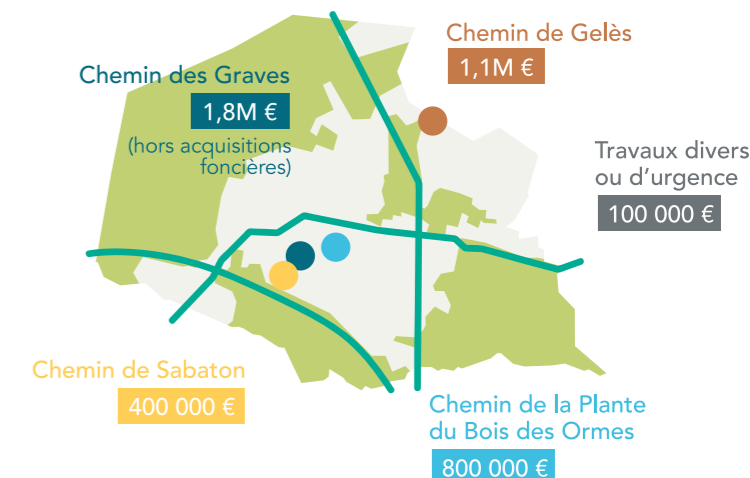 Chemin de Gelès
1,1M €
Chemin des Graves
1,8M €
(hors acquisitions
foncières)
Travaux divers
ou d'urgence
100 000 €
Chemin de Sabaton
400 000 €
Chemin de la Plante
du Bois des Ormes
800 000 €